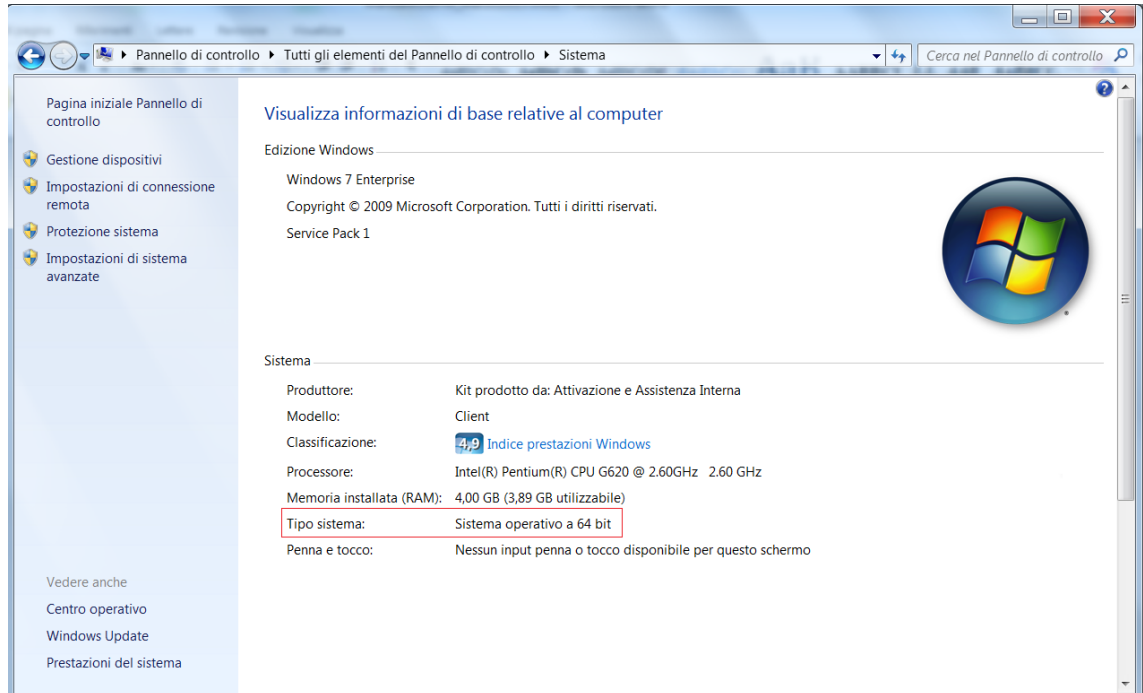 Pannello di controllo Tutti gli elementi del Pannello di controllo Sistema
Cerca nel Pannello di controllo
Pagina iniziale Pannello di
controllo
Gestione dispositivi
Impostazioni di connessione
remota
Protezione sistema
Impostazioni di sistema
avanzate
Vedere anche
Centro operativo
Windows Update
Prestazioni del sistema
Visualizza informazioni di base relative al computer
Edizione Windows
Windows 7 Enterprise
Copyright © 2009 Microsoft Corporation. Tutti i diritti riservati.
Service Pack 1
Sistema
Produttore: Kit prodotto da: Attivazione e Assistenza Interna
Modello: Client
Classificazione: 4,9 Indice prestazioni Windows
Processore: Intel(R) Pentium(R) CPU G620 @ 2.60GHz 2.60 GHz
Memoria installata (RAM): 4,00 GB (3,89 GB utilizzabile)
Tipo sistema: Sistema operativo a 64 bit
Penna e tocco: Nessun input penna o tocco disponibile per questo schermo